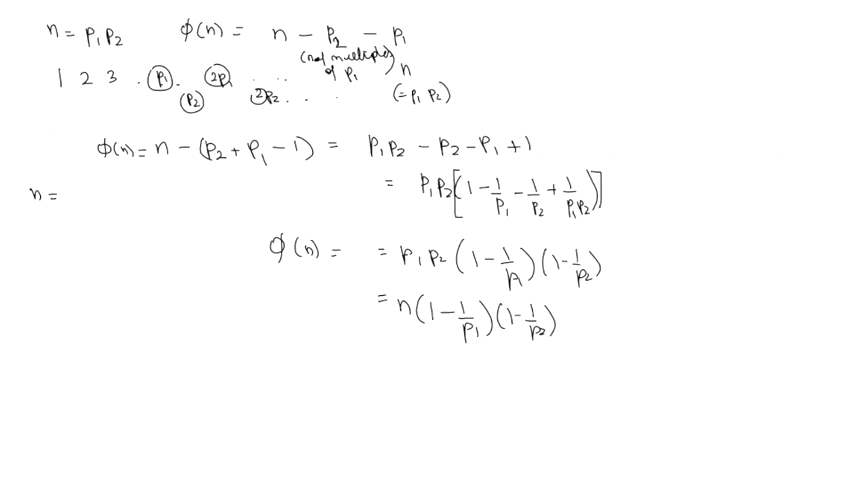 n = p₁p₂ φ(n) = n − p₂ − p₁
(no of multiples of p₁)
1 2 3 . p₁ . 2p₁ . . . . n
p₂ 2p₂ . . . (= p₁ p₂)
φ(n) = n − (p₂ + p₁ − 1) = p₁p₂ − p₂ − p₁ + 1
n = = p₁p₂[1 − 1/p₁ − 1/p₂ + 1/p₁p₂)]
φ(n) = = p₁p₂(1 − 1/p₁)(1 − 1/p₂)
= n(1 − 1/p₁)(1 − 1/p₂)